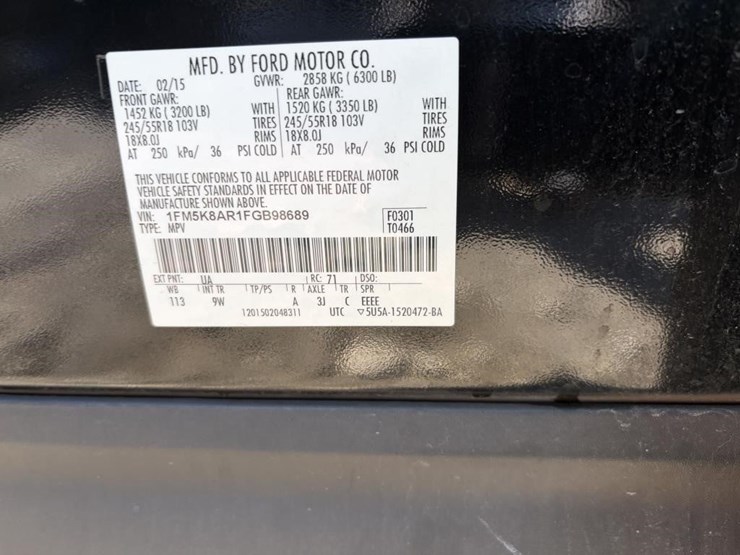 MFD. BY FORD MOTOR CO.
DATE: 02/15 GVWR: 2858 KG ( 6300 LB)
FRONT GAWR: REAR GAWR:
1452 KG ( 3200 LB) WITH 1520 KG ( 3350 LB) WITH
245/55R18 103V TIRES 245/55R18 103V TIRES
18X8.0J RIMS 18X8.0J RIMS
AT 250 kPa/ 36 PSI COLD AT 250 kPa/ 36 PSI COLD
THIS VEHICLE CONFORMS TO ALL APPLICABLE FEDERAL MOTOR
VEHICLE SAFETY STANDARDS IN EFFECT ON THE DATE OF
MANUFACTURE SHOWN ABOVE.
VIN: 1FM5K8AR1FGB98689 F0301
TYPE: MPV T0466
EXT PNT: UA RC: 71 DSO:
WB INT TR TP/PS R AXLE TR SPR
113 9W A 3J C EEEE
1201502048311 UTC ▽5U5A-1520472-BA